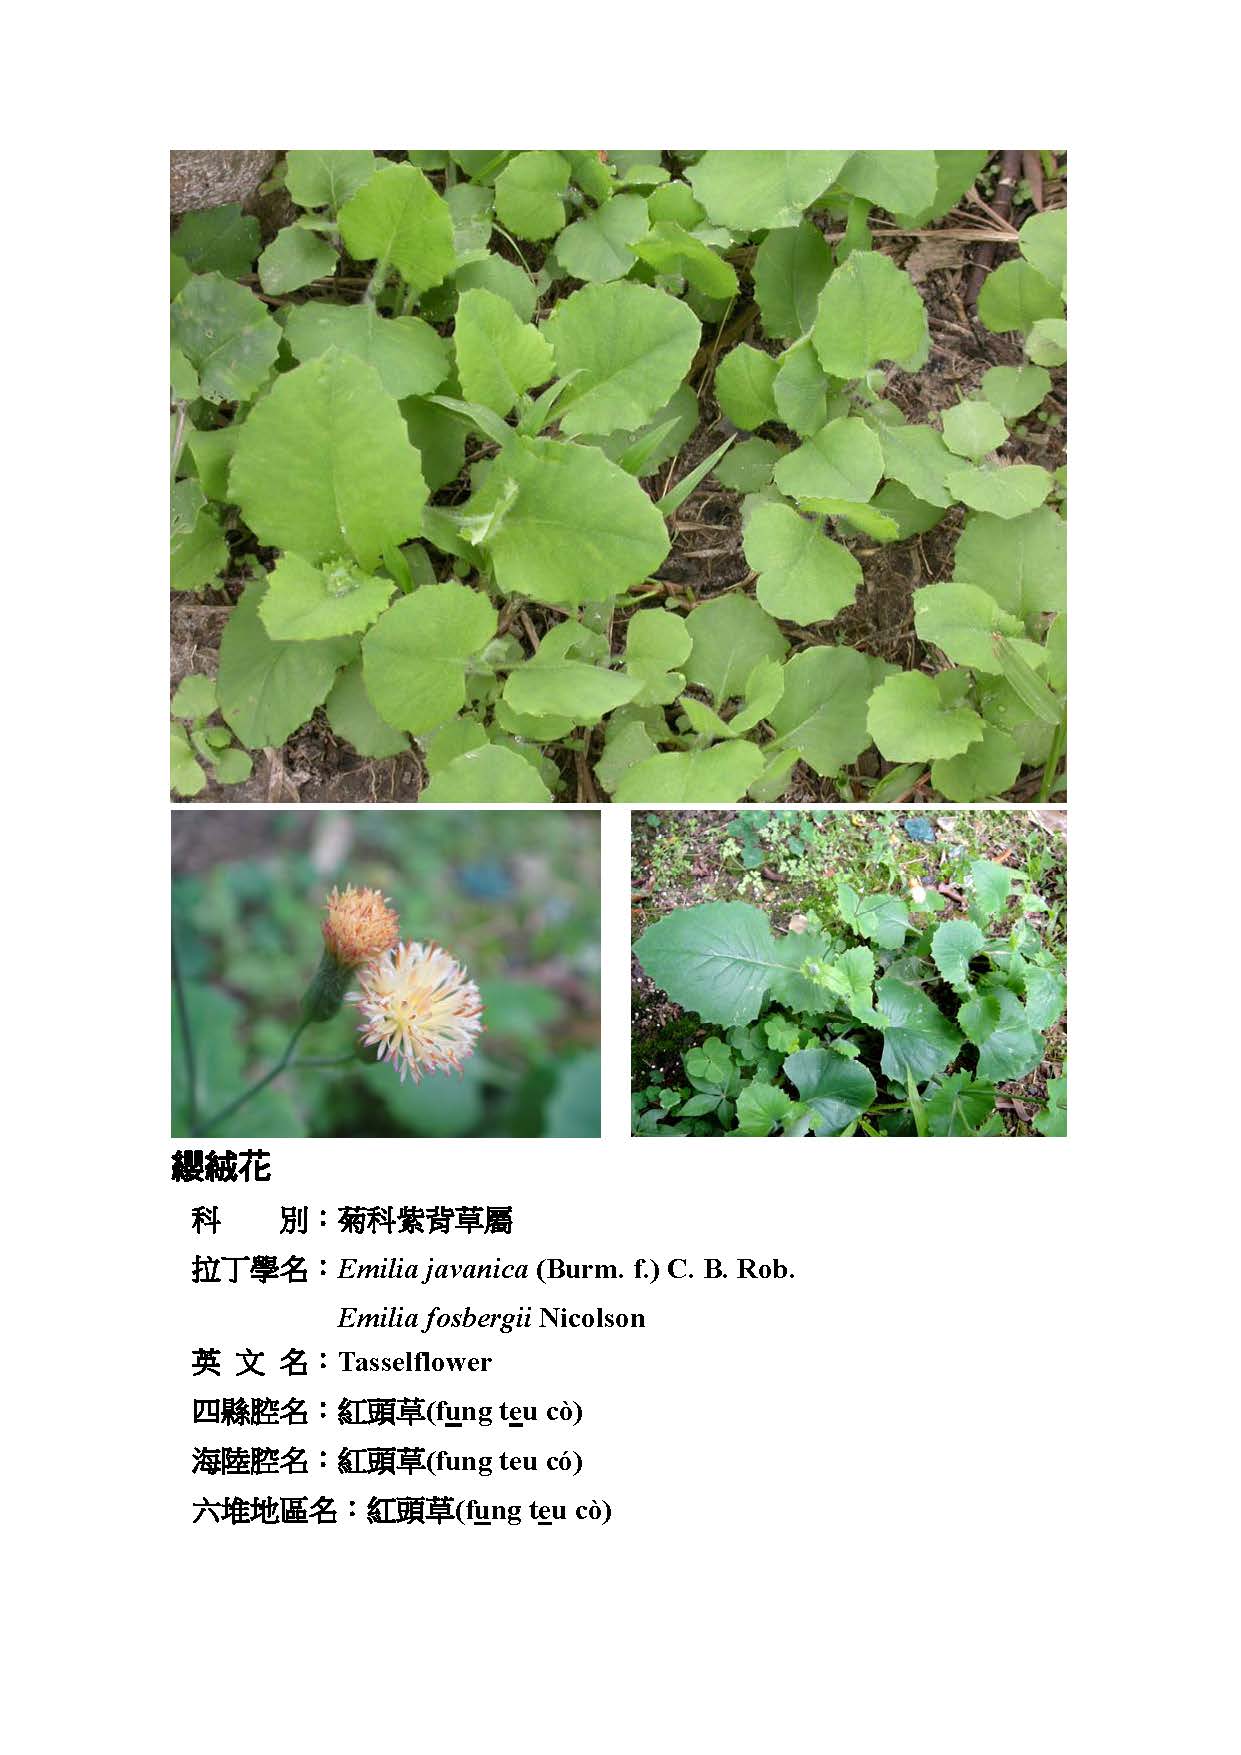 纓絨花
科　　別：菊科紫背草屬
拉丁學名：Emilia javanica (Burm. f.) C. B. Rob.
Emilia fosbergii Nicolson
英 文 名：Tasselflower
四縣腔名：紅頭草(fung teu cò)
海陸腔名：紅頭草(fung teu có)
六堆地區名：紅頭草(fung teu cò)